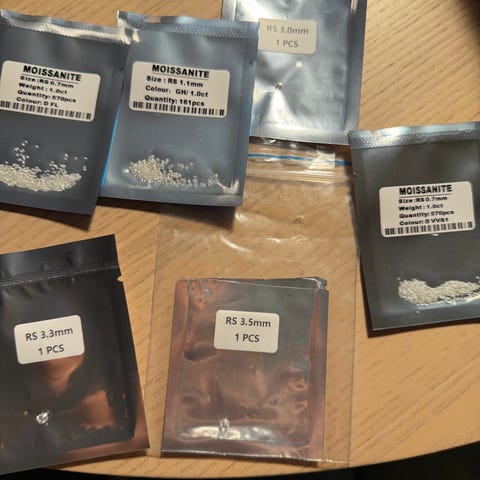 MOISSANITE
Size :RS 0.7mm
Weight : 1.0ct
Quantity: 570pcs
Colour: D FL
MOISSANITE
Size : RS 1.1mm
Colour: GH/ 1.0ct
Quantity: 161pcs
RS 3.0mm
1 PCS
MOISSANITE
Size :RS 0.7mm
Weight : 1.0ct
Quantity: 570pcs
Colour: D VVS1
RS 3.3mm
1 PCS
RS 3.5mm
1 PCS